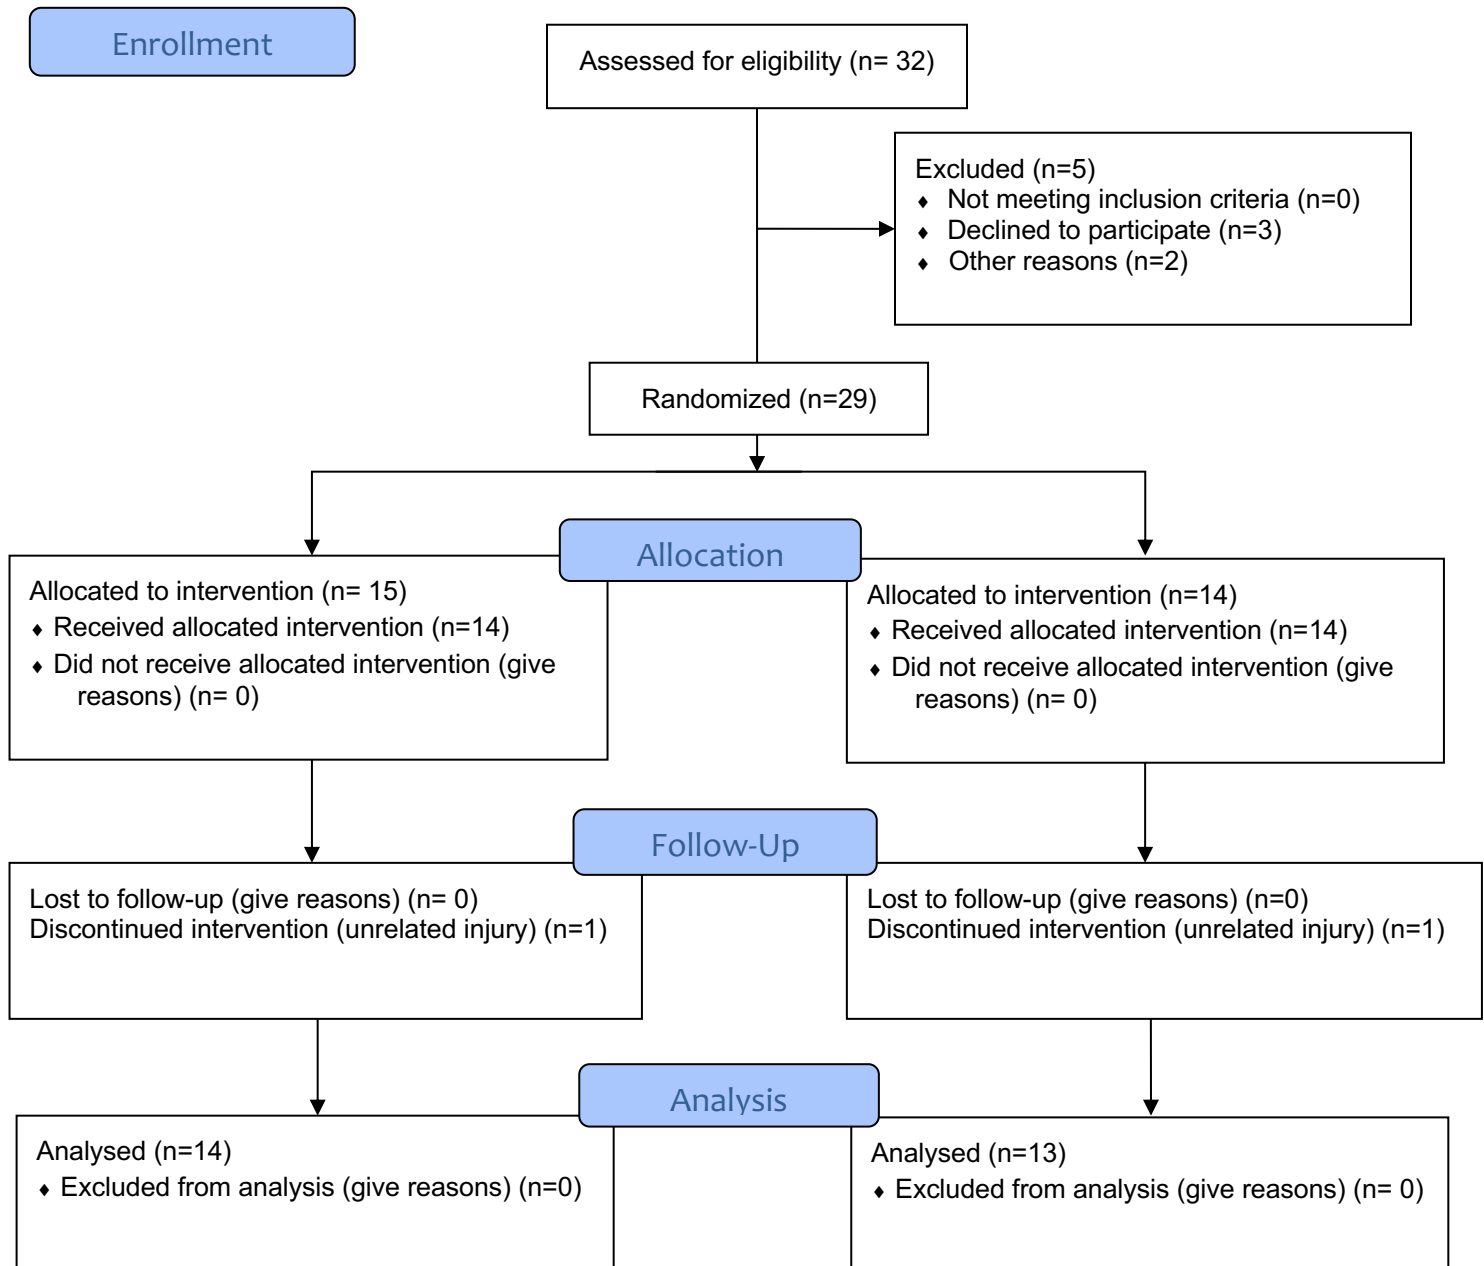 Enrollment
Assessed for eligibility (n= 32)
Excluded (n=5)
♦ Not meeting inclusion criteria (n=0)
♦ Declined to participate (n=3)
♦ Other reasons (n=2)
Randomized (n=29)
Allocation
Allocated to intervention (n= 15)
♦ Received allocated intervention (n=14)
♦ Did not receive allocated intervention (give
reasons) (n= 0)
Allocated to intervention (n=14)
♦ Received allocated intervention (n=14)
♦ Did not receive allocated intervention (give
reasons) (n= 0)
Follow-Up
Lost to follow-up (give reasons) (n= 0)
Discontinued intervention (unrelated injury) (n=1)
Lost to follow-up (give reasons) (n=0)
Discontinued intervention (unrelated injury) (n=1)
Analysis
Analysed (n=14)
♦ Excluded from analysis (give reasons) (n=0)
Analysed (n=13)
♦ Excluded from analysis (give reasons) (n= 0)